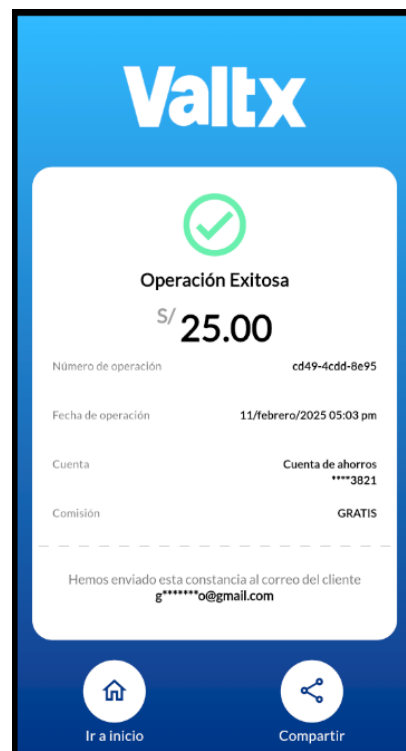 Valtx
Operación Exitosa
S/ 25.00
Número de operación cd49-4cdd-8e95
Fecha de operación 11/febrero/2025 05:03 pm
Cuenta Cuenta de ahorros
****3821
Comisión GRATIS
Hemos enviado esta constancia al correo del cliente
g*******o@gmail.com
Ir a inicio Compartir